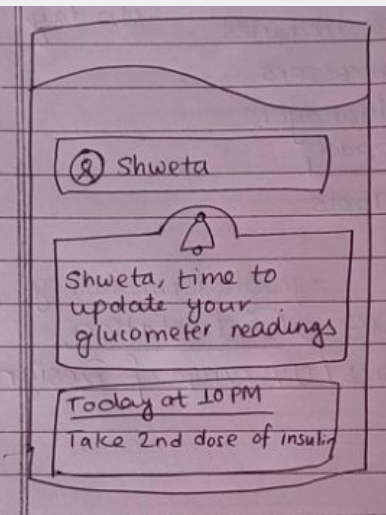 Shweta
Shweta, time to
update your
glucometer readings
Today at 10 PM
Take 2nd dose of insulin